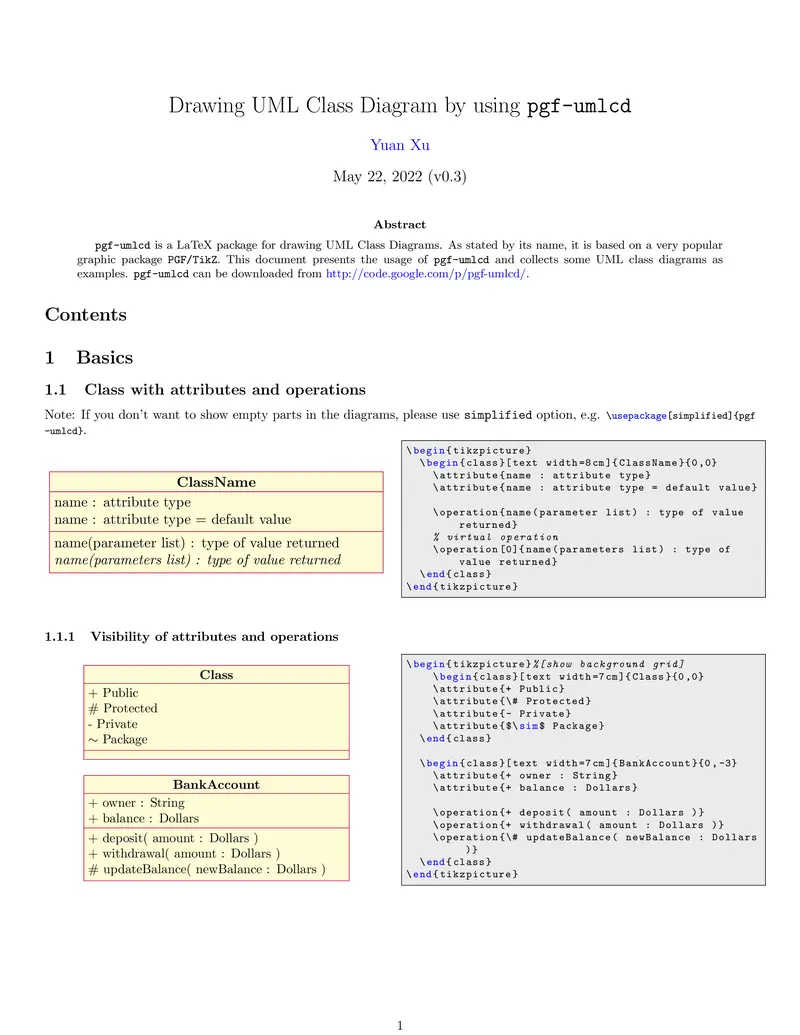 Drawing UML Class Diagram by using pgf-umlcd
Yuan Xu
May 22, 2022 (v0.3)
Abstract
pgf-umlcd is a LaTeX package for drawing UML Class Diagrams. As stated by its name, it is based on a very popular
graphic package PGF/TikZ. This document presents the usage of pgf-umlcd and collects some UML class diagrams as
examples. pgf-umlcd can be downloaded from http://code.google.com/p/pgf-umlcd/.
Contents
1 Basics
1.1 Class with attributes and operations
Note: If you don't want to show empty parts in the diagrams, please use simplified option, e.g. \usepackage[simplified]{pgf
-umlcd}.
ClassName
name : attribute type
name : attribute type = default value
name(parameter list) : type of value returned
name(parameters list) : type of value returned
\begin{tikzpicture}
\begin{class}[text width=8cm]{ClassName}{0,0}
\attribute{name : attribute type}
\attribute{name : attribute type = default value}
\operation{name(parameter list) : type of value
returned}
% virtual operation
\operation[0]{name(parameters list) : type of
value returned}
\end{class}
\end{tikzpicture}
1.1.1 Visibility of attributes and operations
Class
+ Public
# Protected
- Private
∼ Package
BankAccount
+ owner : String
+ balance : Dollars
+ deposit( amount : Dollars )
+ withdrawal( amount : Dollars )
# updateBalance( newBalance : Dollars )
\begin{tikzpicture}%[show background grid]
\begin{class}[text width=7cm]{Class}{0,0}
\attribute{+ Public}
\attribute{\# Protected}
\attribute{- Private}
\attribute{$\sim$ Package}
\end{class}
\begin{class}[text width=7cm]{BankAccount}{0,-3}
\attribute{+ owner : String}
\attribute{+ balance : Dollars}
\operation{+ deposit( amount : Dollars )}
\operation{+ withdrawal( amount : Dollars )}
\operation{\# updateBalance( newBalance : Dollars
)}
\end{class}
\end{tikzpicture}
1